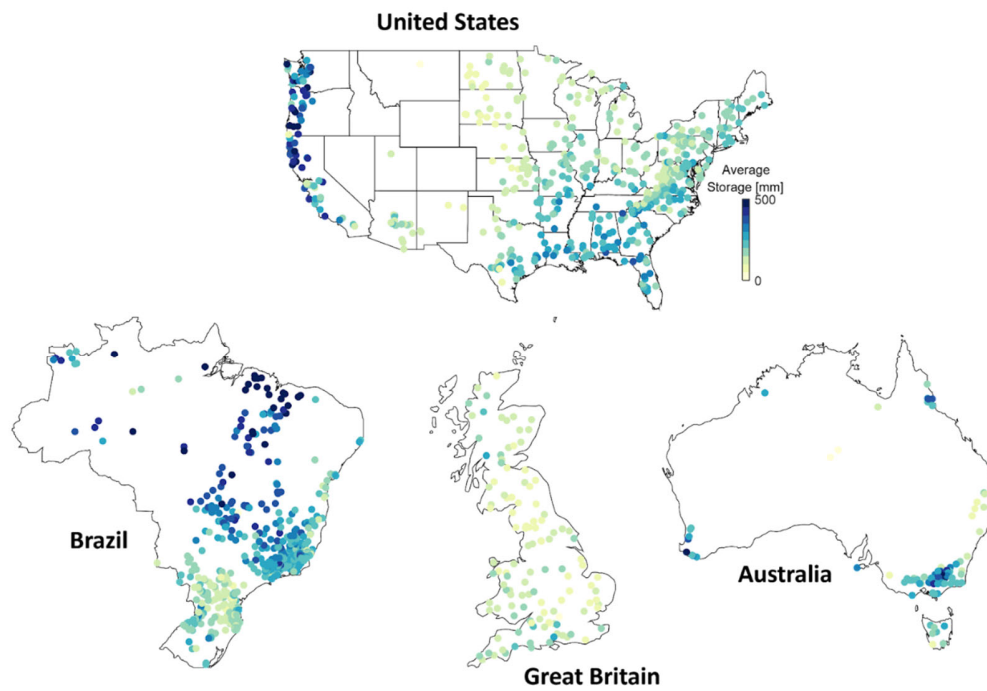 United States
Average
Storage [mm]
500
0
Brazil
Australia
Great Britain